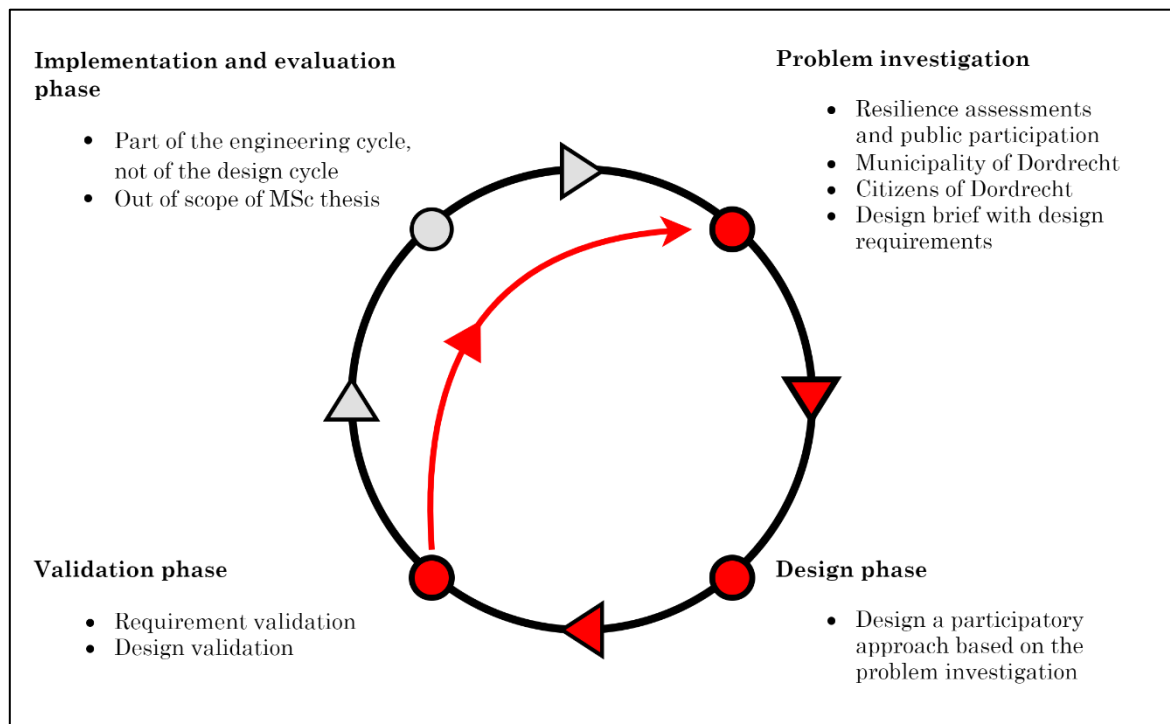 Implementation and evaluation
phase
• Part of the engineering cycle,
not of the design cycle
• Out of scope of MSc thesis
Problem investigation
• Resilience assessments
and public participation
• Municipality of Dordrecht
• Citizens of Dordrecht
• Design brief with design
requirements
Validation phase
• Requirement validation
• Design validation
Design phase
• Design a participatory
approach based on the
problem investigation